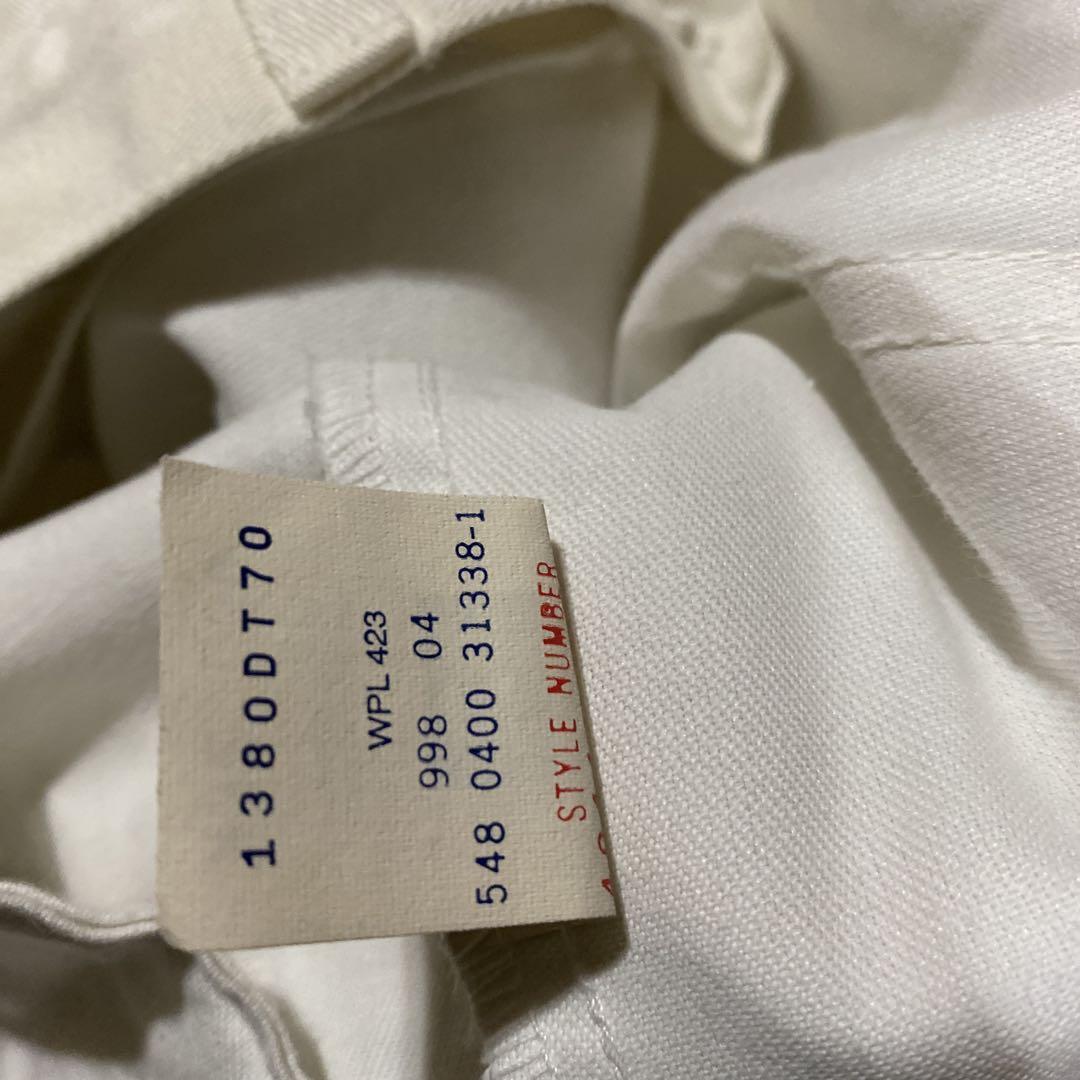 1380DT70
WPL 423
998 04
548 0400 31338-1
STYLE NUMBER